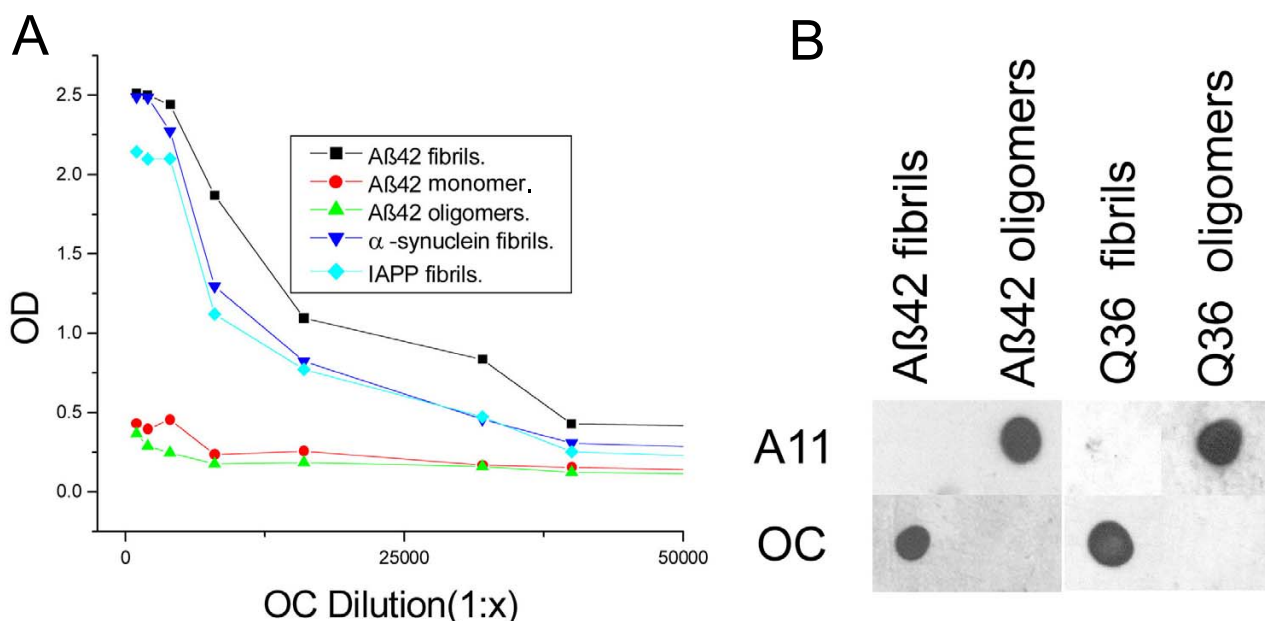 A
B
2.5
2.0
1.5
1.0
0.5
0.0
OD
0
25000
50000
OC Dilution(1:x)
Aß42 fibrils.
Aß42 monomer.
Aß42 oligomers.
α -synuclein fibrils.
IAPP fibrils.
Aß42 fibrils
Aß42 oligomers
Q36 fibrils
Q36 oligomers
A11
OC